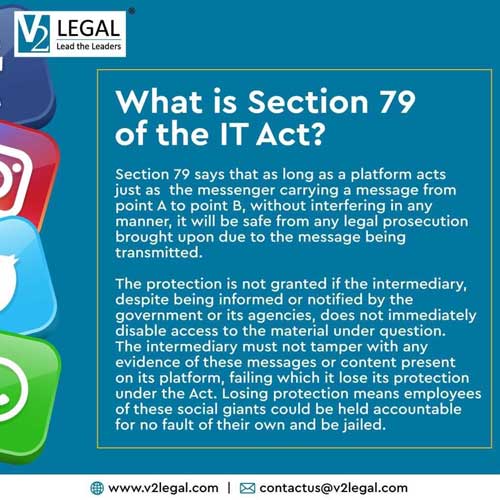 V2 LEGAL ®
Lead the Leaders
What is Section 79
of the IT Act?
Section 79 says that as long as a platform acts
just as the messenger carrying a message from
point A to point B, without interfering in any
manner, it will be safe from any legal prosecution
brought upon due to the message being
transmitted.
The protection is not granted if the intermediary,
despite being informed or notified by the
government or its agencies, does not immediately
disable access to the material under question.
The intermediary must not tamper with any
evidence of these messages or content present
on its platform, failing which it lose its protection
under the Act. Losing protection means employees
of these social giants could be held accountable
for no fault of their own and be jailed.
www.v2legal.com | contactus@v2legal.com